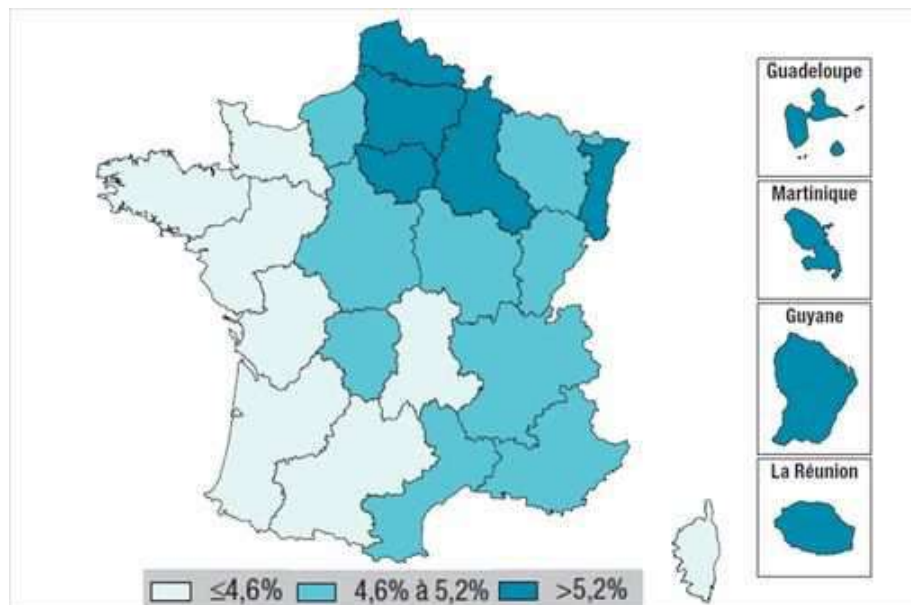 Guadeloupe
Martinique
Guyane
La Réunion
≤4,6% 4,6% à 5,2% >5,2%